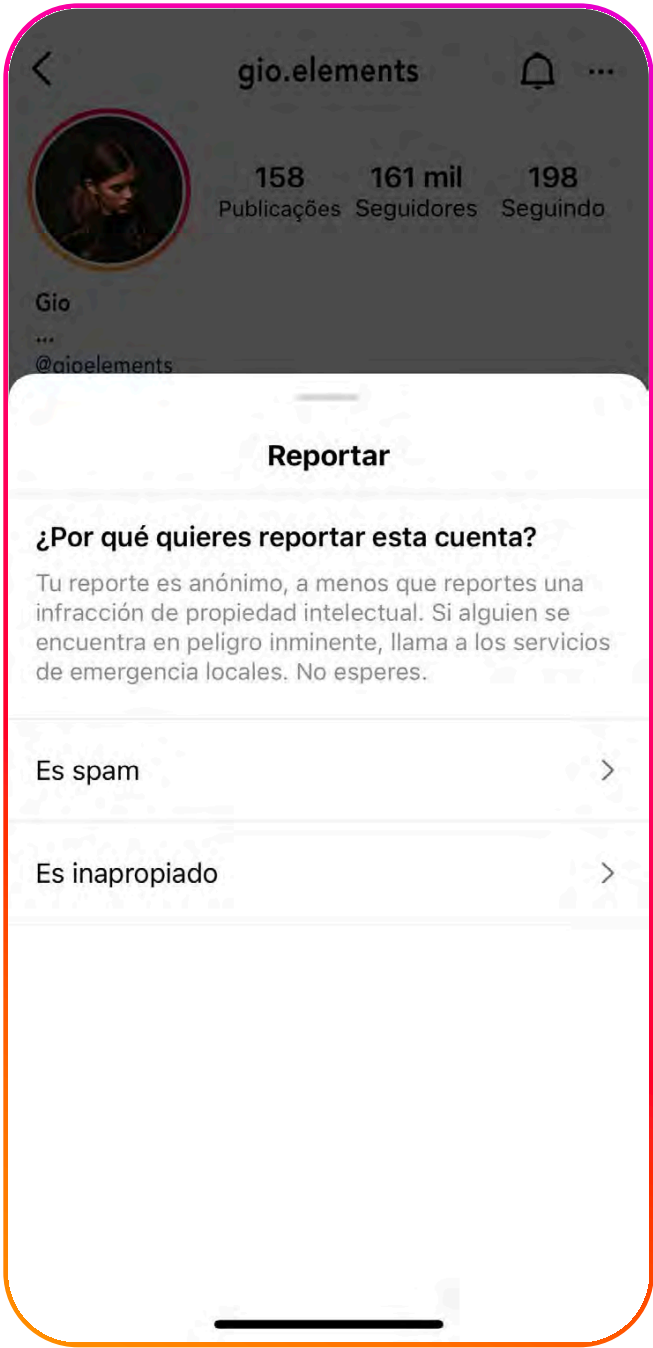 gio.elements
158
161 mil
198
Publicações
Seguidores
Seguindo
Gio
...
@gioelements
Reportar
¿Por qué quieres reportar esta cuenta?
Tu reporte es anónimo, a menos que reportes una
infracción de propiedad intelectual. Si alguien se
encuentra en peligro inminente, llama a los servicios
de emergencia locales. No esperes.
Es spam
Es inapropiado